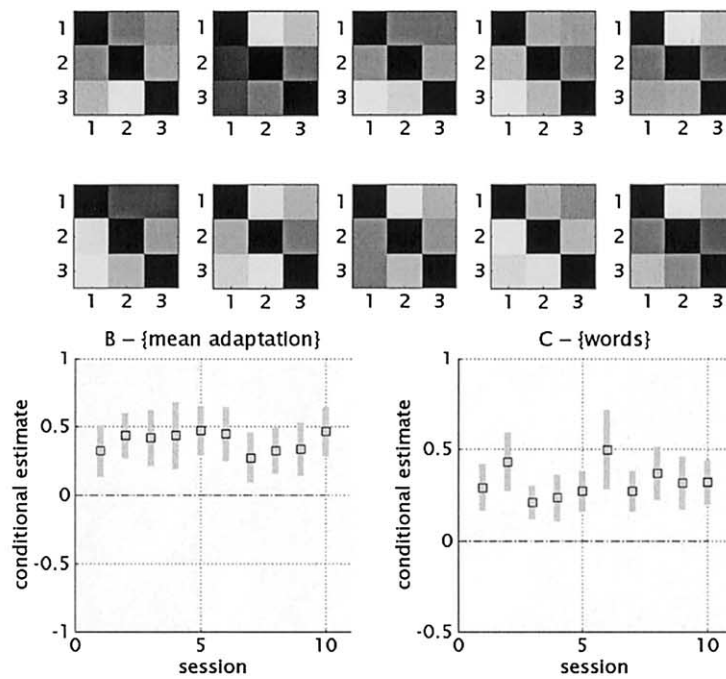 1 1 1 1 1
2 2 2 2 2
3 3 3 3 3
1 2 3 1 2 3 1 2 3 1 2 3 1 2 3
1 1 1 1 1
2 2 2 2 2
3 3 3 3 3
1 2 3 1 2 3 1 2 3 1 2 3 1 2 3
B – {mean adaptation}
1
0.5
0
-0.5
-1
0 5 10
conditional estimate
session
C – {words}
1
0.5
0
-0.5
0 5 10
conditional estimate
session